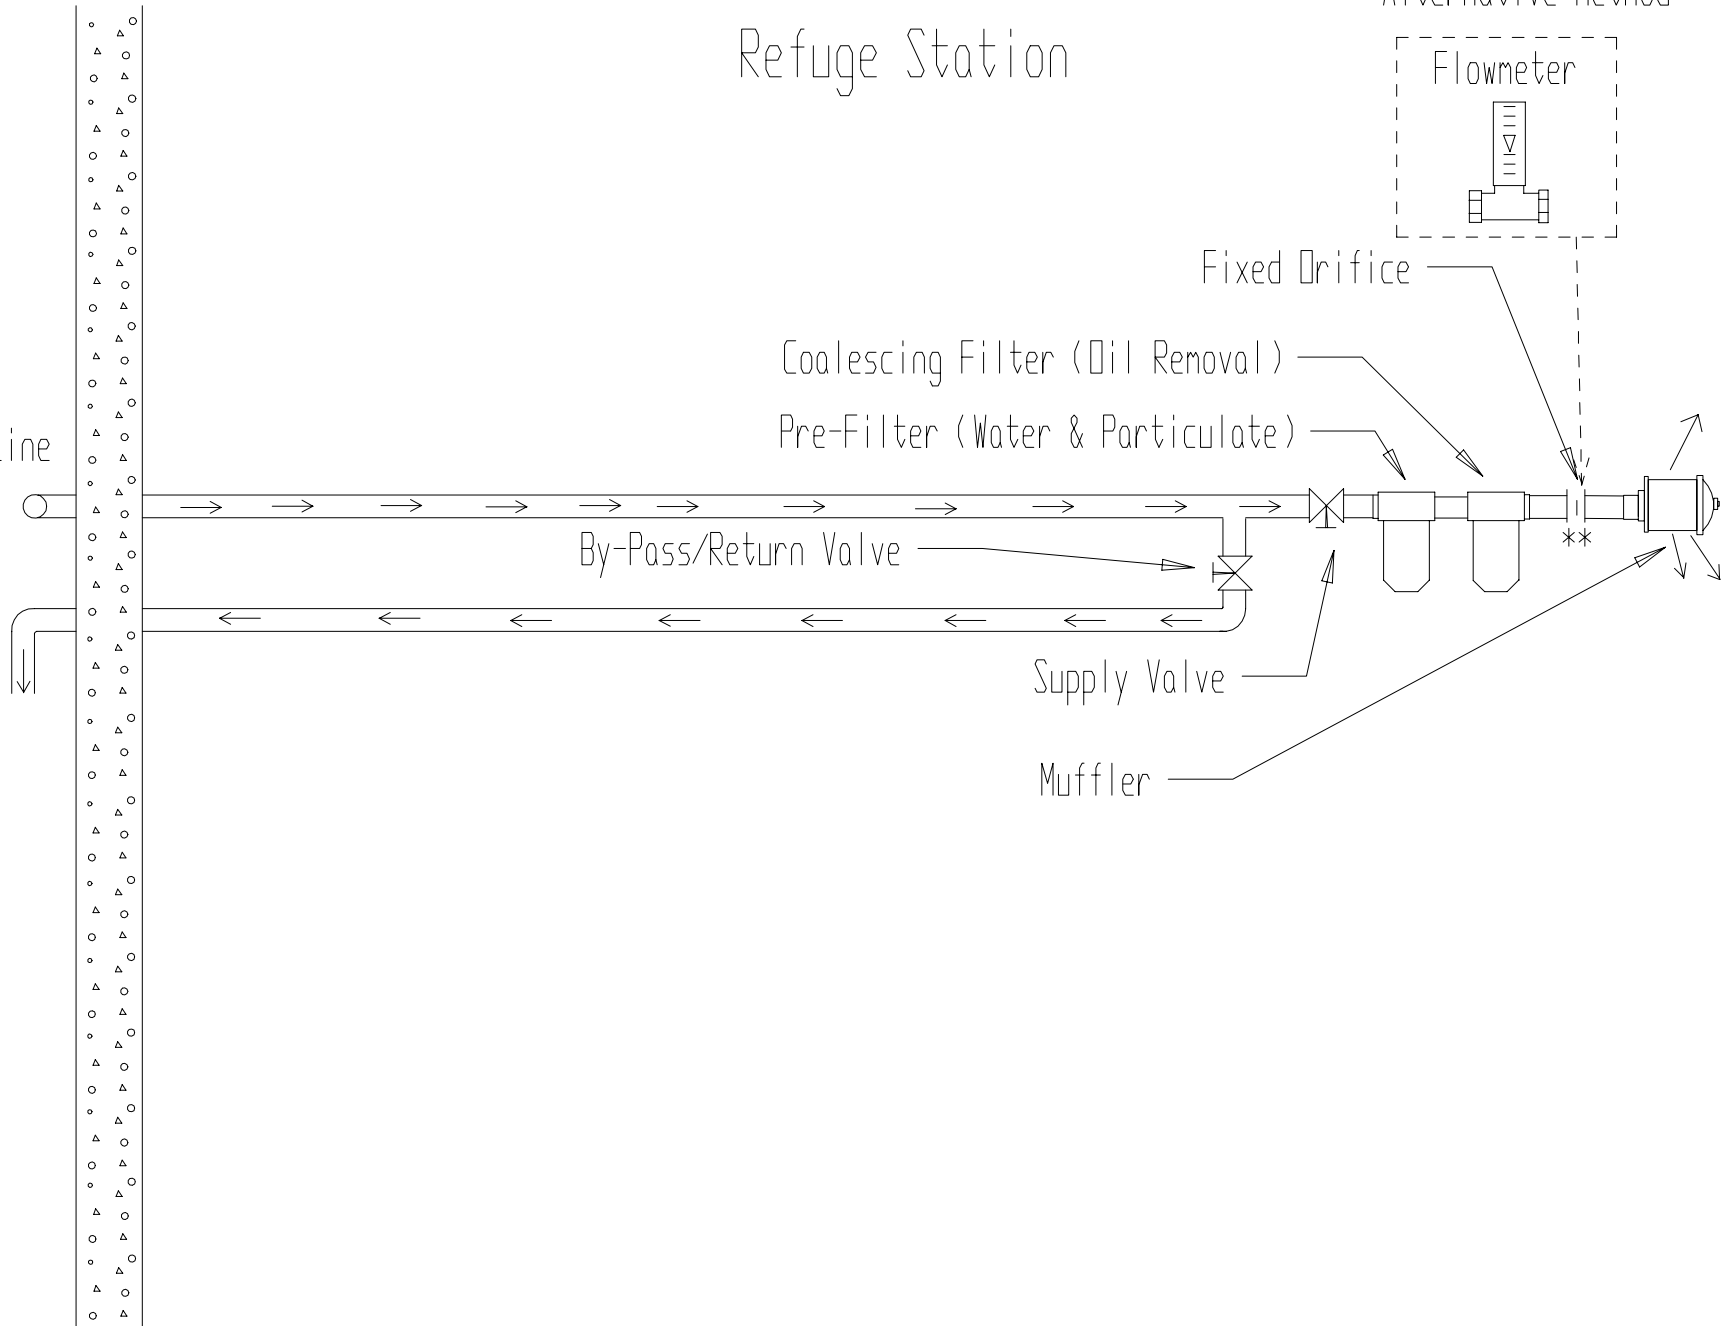 Refuge Station
Flowmeter
Fixed Orifice
Coalescing Filter (Oil Removal)
Pre-Filter (Water & Particulate)
By-Pass/Return Valve
**
Supply Valve
Muffler